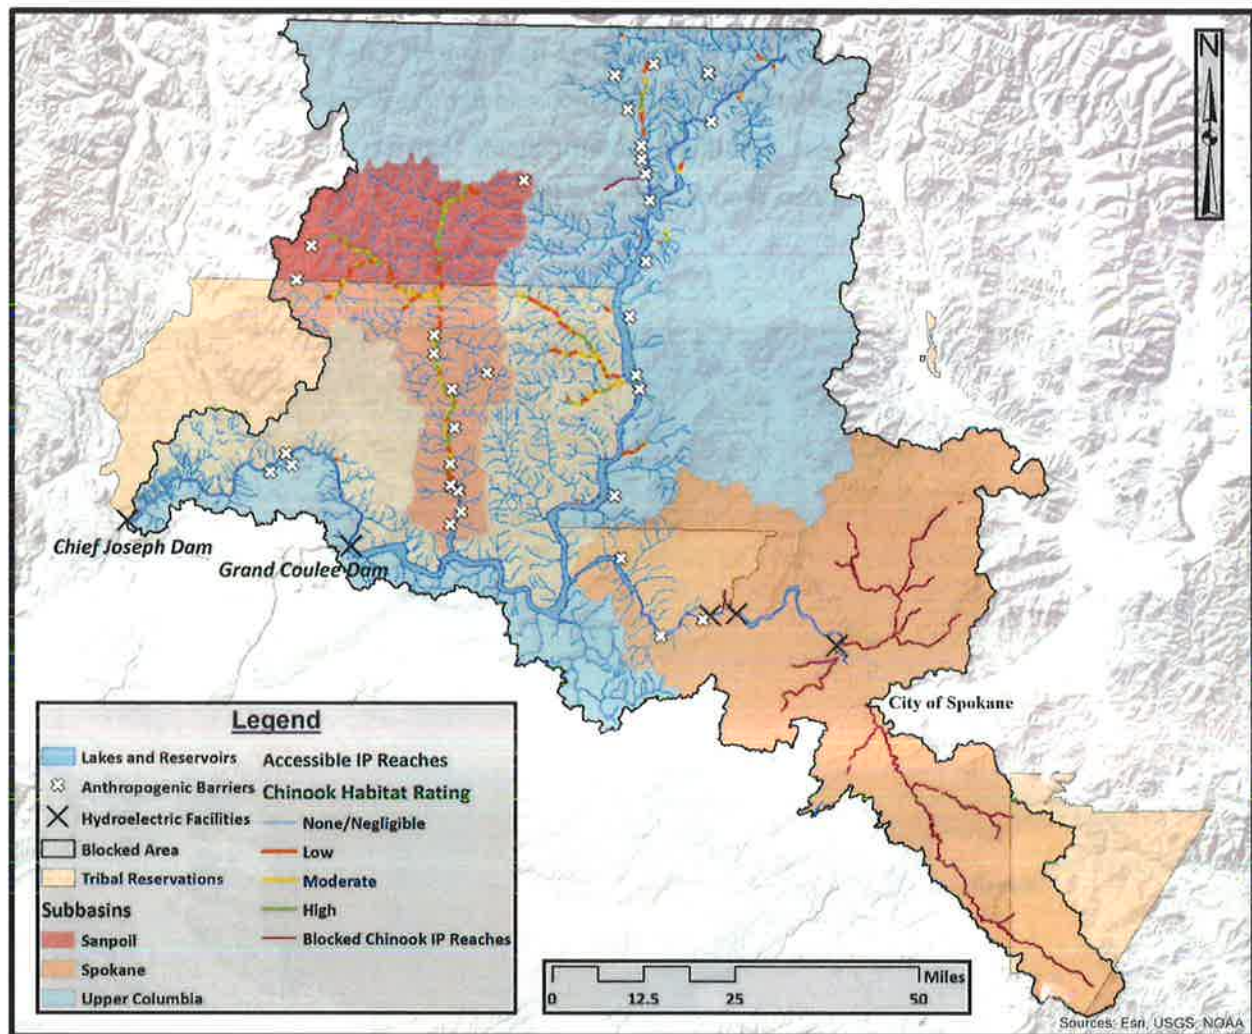 N
Chief Joseph Dam
Grand Coulee Dam
City of Spokane
Legend
Lakes and Reservoirs
Anthropogenic Barriers
Hydroelectric Facilities
Blocked Area
Tribal Reservations
Subbasins
Sanpoil
Spokane
Upper Columbia
Accessible IP Reaches
Chinook Habitat Rating
None/Negligible
Low
Moderate
High
Blocked Chinook IP Reaches
Miles
0 12.5 25 50
Sources: Esri, USGS, NOAA